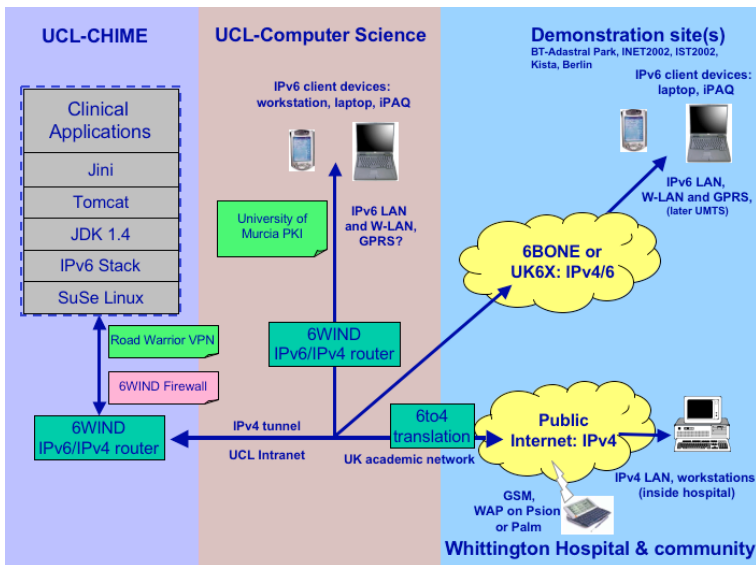 UCL-CHIME
Clinical
Applications
Jini
Tomcat
JDK 1.4
IPv6 Stack
SuSe Linux
Road Warrior VPN
6WIND Firewall
6WIND
IPv6/IPv4 router
UCL-Computer Science
IPv6 client devices:
workstation, laptop, iPAQ
University of
Murcia PKI
IPv6 LAN
and W-LAN,
GPRS?
6WIND
IPv6/IPv4 router
IPv4 tunnel
UCL Intranet
6to4
translation
UK academic network
Demonstration site(s)
BT-Adastral Park, INET2002, IST2002,
Kista, Berlin
IPv6 client devices:
laptop, iPAQ
IPv6 LAN,
W-LAN and GPRS,
(later UMTS)
6BONE or
UK6X: IPv4/6
Public
Internet: IPv4
IPv4 LAN, workstations
(inside hospital)
GSM,
WAP on Psion
or Palm
Whittington Hospital & community